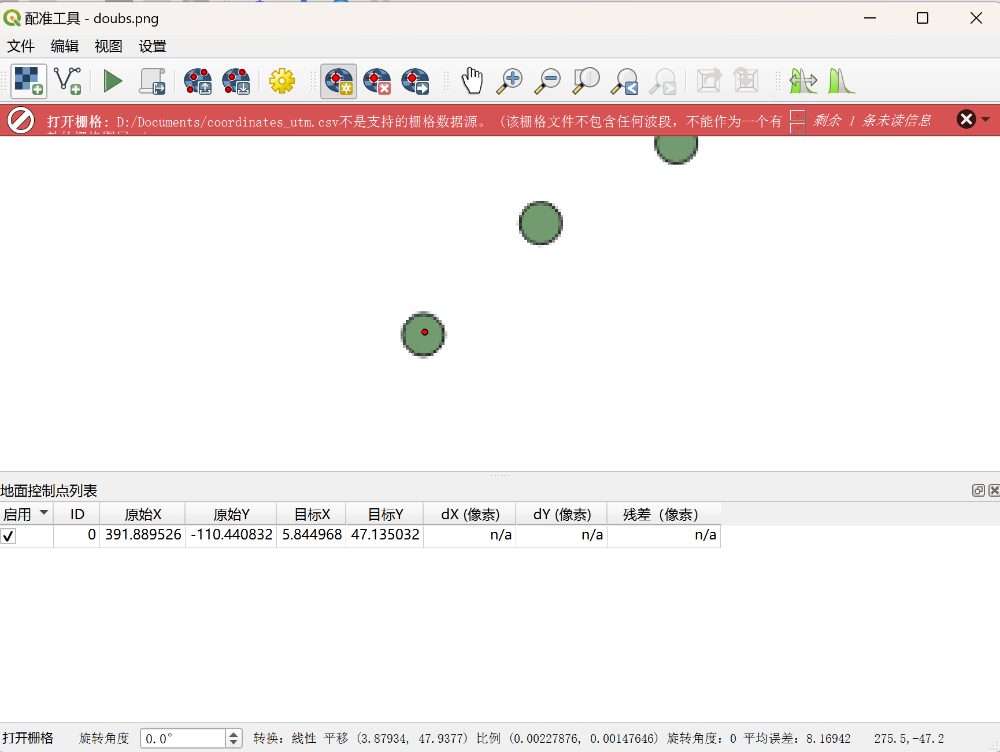 配准工具 - doubs.png
文件 编辑 视图 设置
打开栅格: D:/Documents/coordinates_utm.csv不是支持的栅格数据源。 (该栅格文件不包含任何波段，不能作为一个有 剩余 1 条未读信息
地面控制点列表
启用 ID 原始X 原始Y 目标X 目标Y dX (像素) dY (像素) 残差（像素）
0 391.889526 -110.440832 5.844968 47.135032 n/a n/a n/a
打开栅格 旋转角度 0.0° 转换: 线性 平移 (3.87934, 47.9377) 比例 (0.00227876, 0.00147646) 旋转角度: 0 平均误差: 8.16942 275.5,-47.2